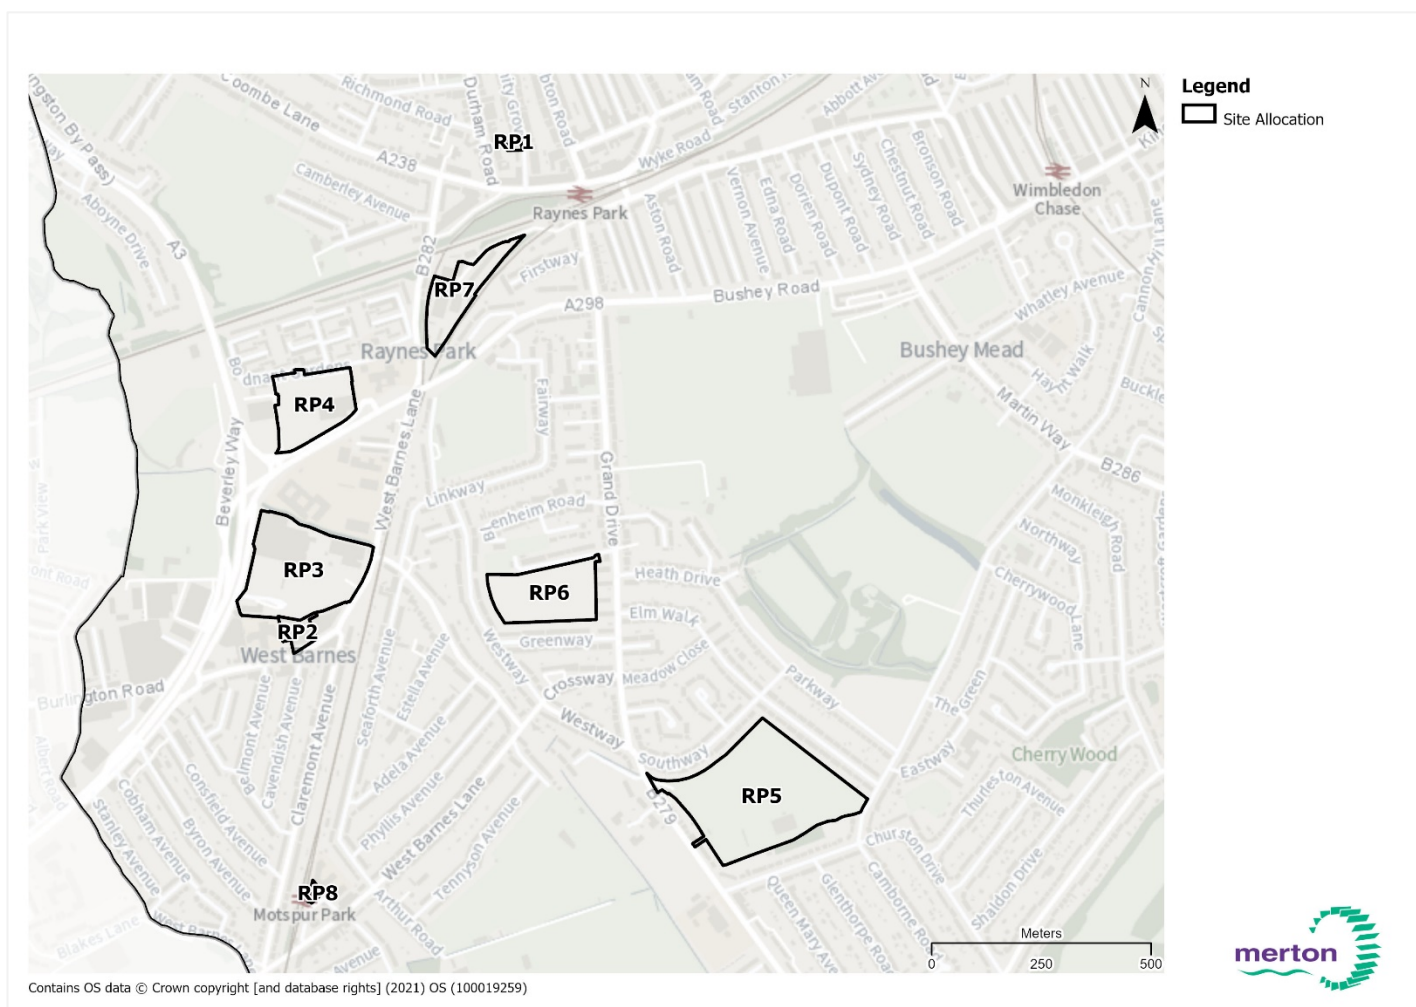 Legend
Site Allocation
N
Richmond Road
Coombe Lane
A238
Durham Road
RP1
Wyke Road
Camberley Avenue
Aboyne Drive
A3
Raynes Park
Wimbledon
Chase
Aston Road
Vernon Avenue
Edna Road
Dorien Road
Dupont Road
Sydney Road
Chestnut Road
Bronson Road
Cannon Hill Lane
B282
Firstway
RP7
A298
Bushey Road
Whatley Avenue
Raynes Park
Bushey Mead
RP4
Fairway
Martin Way
B286
Beverley Way
West Barnes Lane
Linkway
Blenheim Road
Grand Drive
Monkleigh Road
Northway
Cherrywood Lane
RP3
RP6
Heath Drive
Elm Walk
RP2
Greenway
West Barnes
Westway
Crossway
Meadow Close
Parkway
Burlington Road
Seaforth Avenue
Estella Avenue
Belmont Avenue
Cavendish Avenue
Claremont Avenue
Adela Avenue
Westway
Southway
The Green
Eastway
Cherry Wood
RP5
B279
Thurleston Avenue
Stanley Avenue
Cobham Avenue
Consfield Avenue
Byron Avenue
Phyllis Avenue
West Barnes Lane
Tennyson Avenue
Churston Drive
Shaldon Drive
RP8
Motspur Park
Arthur Road
Queen Mary Ave
Glenthorpe Road
Camborne Road
Blakes Lane
Avenue
Meters
0 250 500
merton
Contains OS data © Crown copyright [and database rights] (2021) OS (100019259)